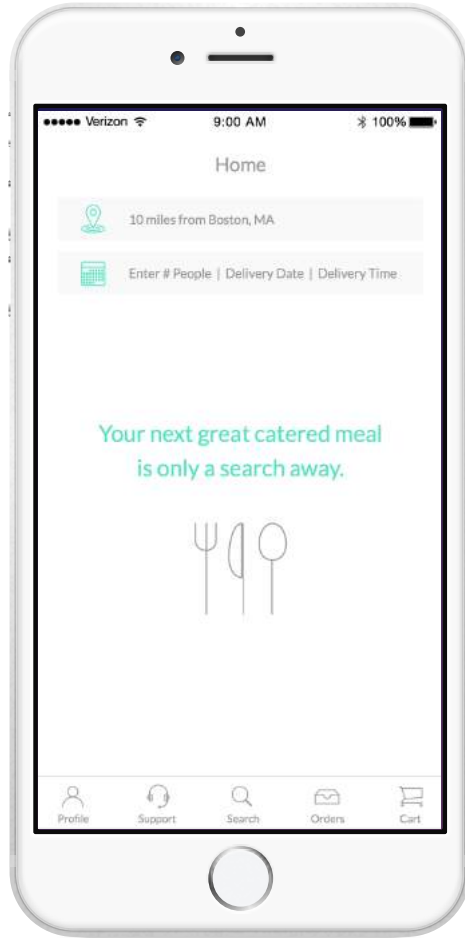 Verizon 9:00 AM 100%
Home
10 miles from Boston, MA
Enter # People | Delivery Date | Delivery Time
Your next great catered meal
is only a search away.
Profile Support Search Orders Cart